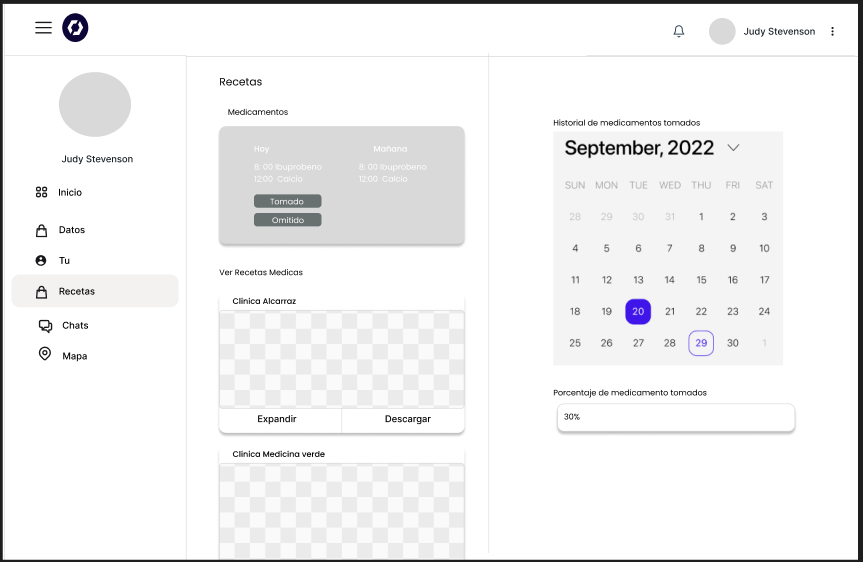 Judy Stevenson
Judy Stevenson
Inicio
Datos
Tu
Recetas
Chats
Mapa
Recetas
Medicamentos
Hoy Mañana
8: 00 Ibuprobeno 8: 00 Ibuprobeno
12:00 Calcio 12:00 Calcio
Tomado
Omitido
Ver Recetas Medicas
Clinica Alcarraz
Expandir Descargar
Clinica Medicina verde
Historial de medicamentos tomados
September, 2022
SUN MON TUE WED THU FRI SAT
28 29 30 31 1 2 3
4 5 6 7 8 9 10
11 12 13 14 15 16 17
18 19 20 21 22 23 24
25 26 27 28 29 30 1
Porcentaje de medicamento tomados
30%